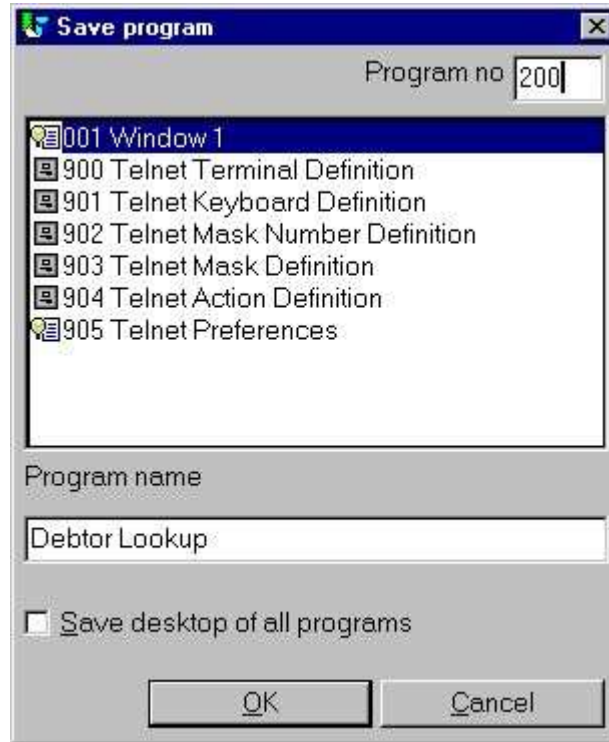 Save program
Program no 200
001 Window 1
900 Telnet Terminal Definition
901 Telnet Keyboard Definition
902 Telnet Mask Number Definition
903 Telnet Mask Definition
904 Telnet Action Definition
905 Telnet Preferences
Program name
Debtor Lookup
Save desktop of all programs
OK Cancel